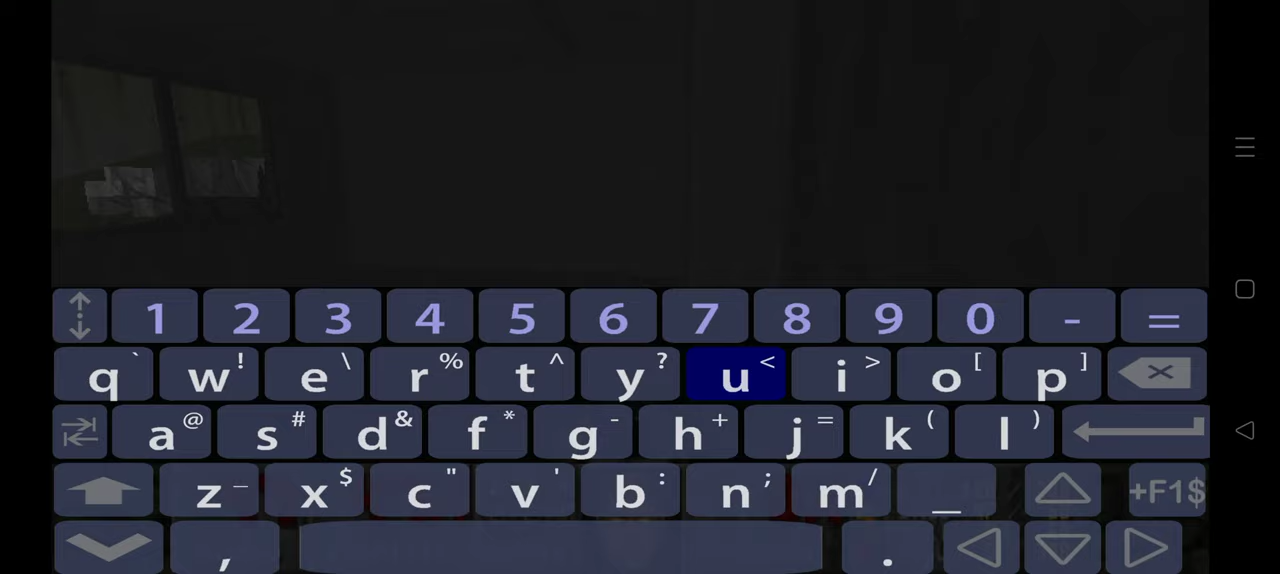 1 2 3 4 5 6 7 8 9 0 - =
q ` w ! e \ r % t ^ y ? u < i > o [ p ]
a @ s # d & f * g - h + j = k ( l )
z _ x $ c " v ' b : n ; m / _ +F1$
, .